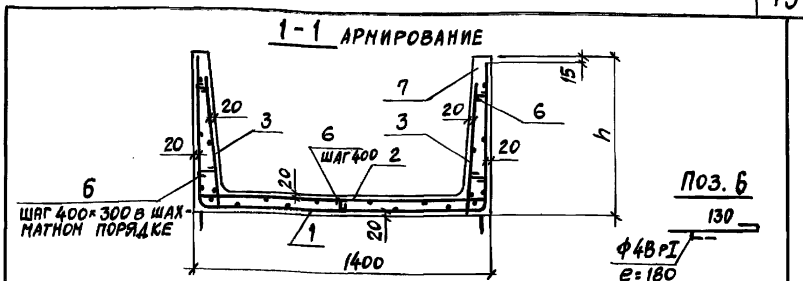 1-1 АРМИРОВАНИЕ
7
15
20
3
6
ШАГ 400
2
20
3
6
20
20
20
h
6
ШАГ 400×300 В ШАХ-
МАТНОМ ПОРЯДКЕ
20
1
20
1400
ПОЗ. 6
130
ф4ВрI
e=180